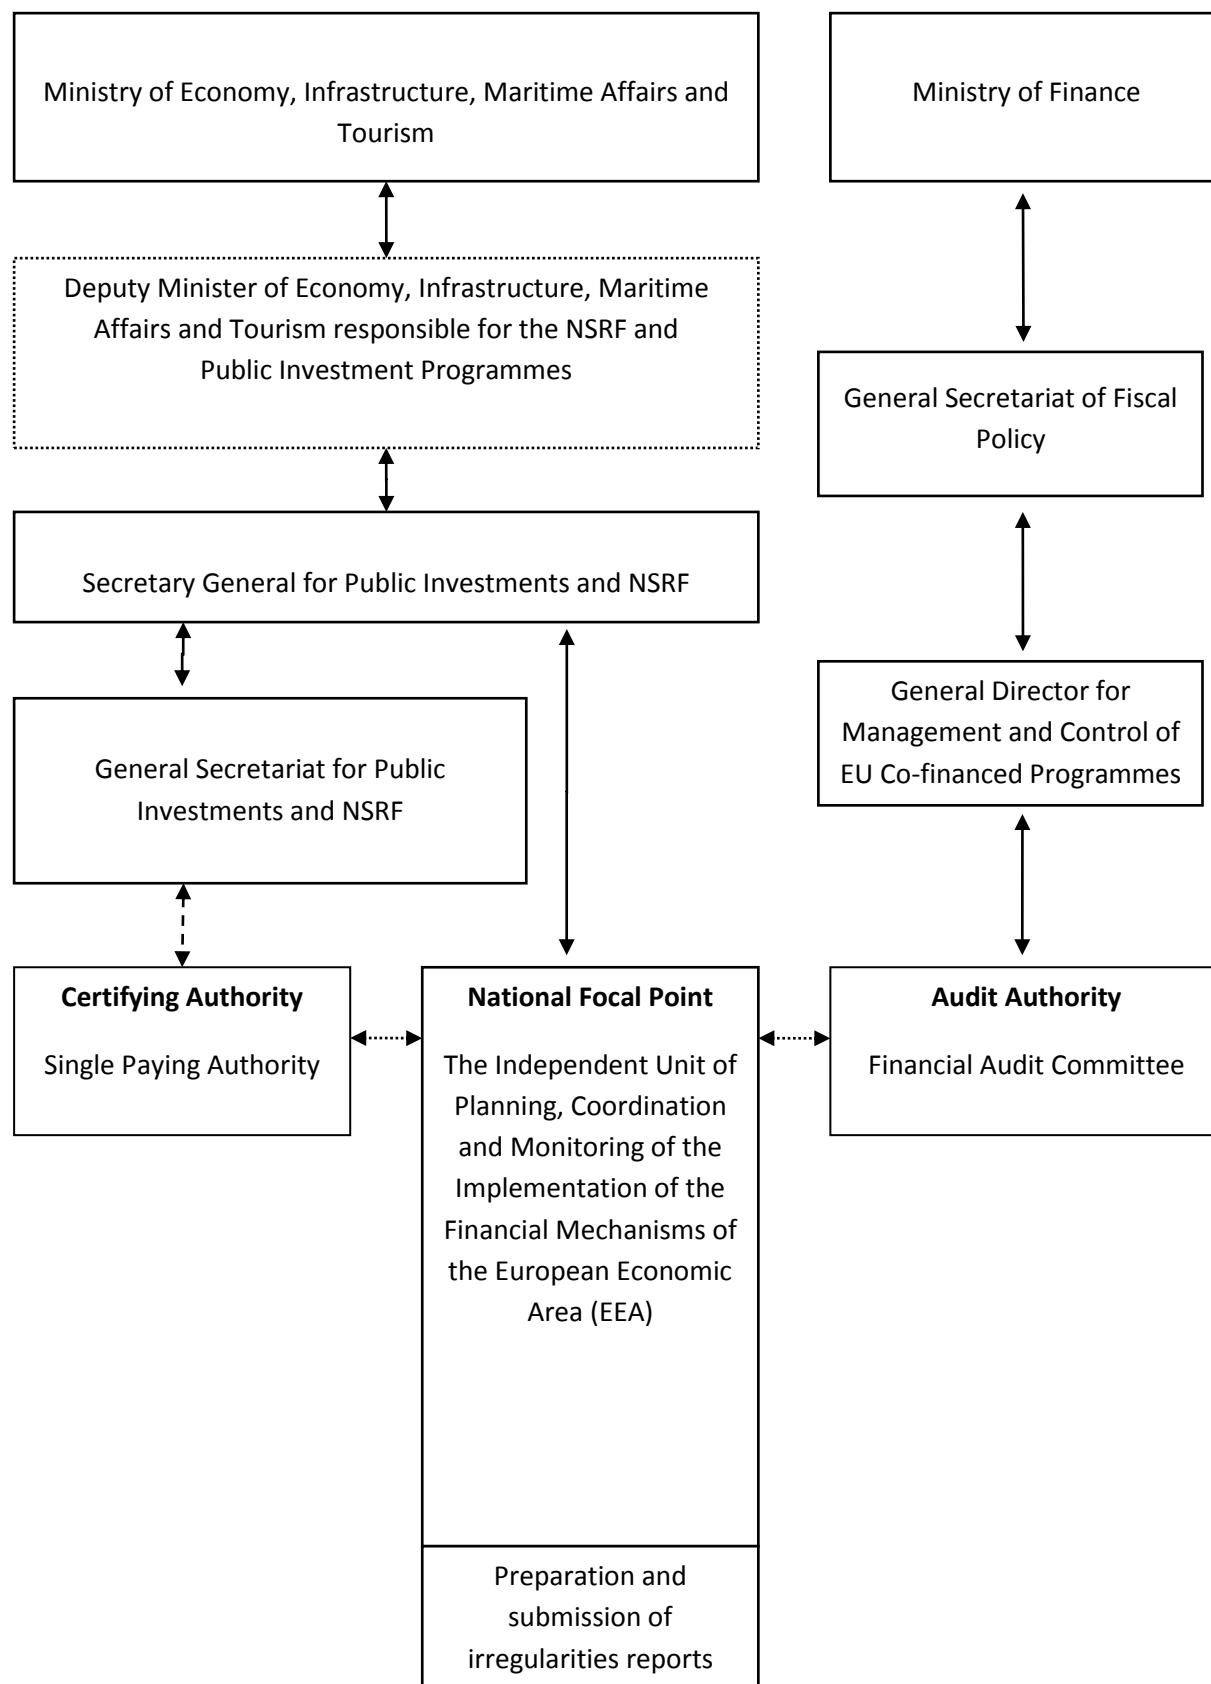 Ministry of Economy, Infrastructure, Maritime Affairs and
Tourism
Ministry of Finance
Deputy Minister of Economy, Infrastructure, Maritime
Affairs and Tourism responsible for the NSRF and
Public Investment Programmes
General Secretariat of Fiscal
Policy
Secretary General for Public Investments and NSRF
General Secretariat for Public
Investments and NSRF
General Director for
Management and Control of
EU Co-financed Programmes
Certifying Authority
Single Paying Authority
National Focal Point
The Independent Unit of
Planning, Coordination
and Monitoring of the
Implementation of the
Financial Mechanisms of
the European Economic
Area (EEA)
Audit Authority
Financial Audit Committee
Preparation and
submission of
irregularities reports